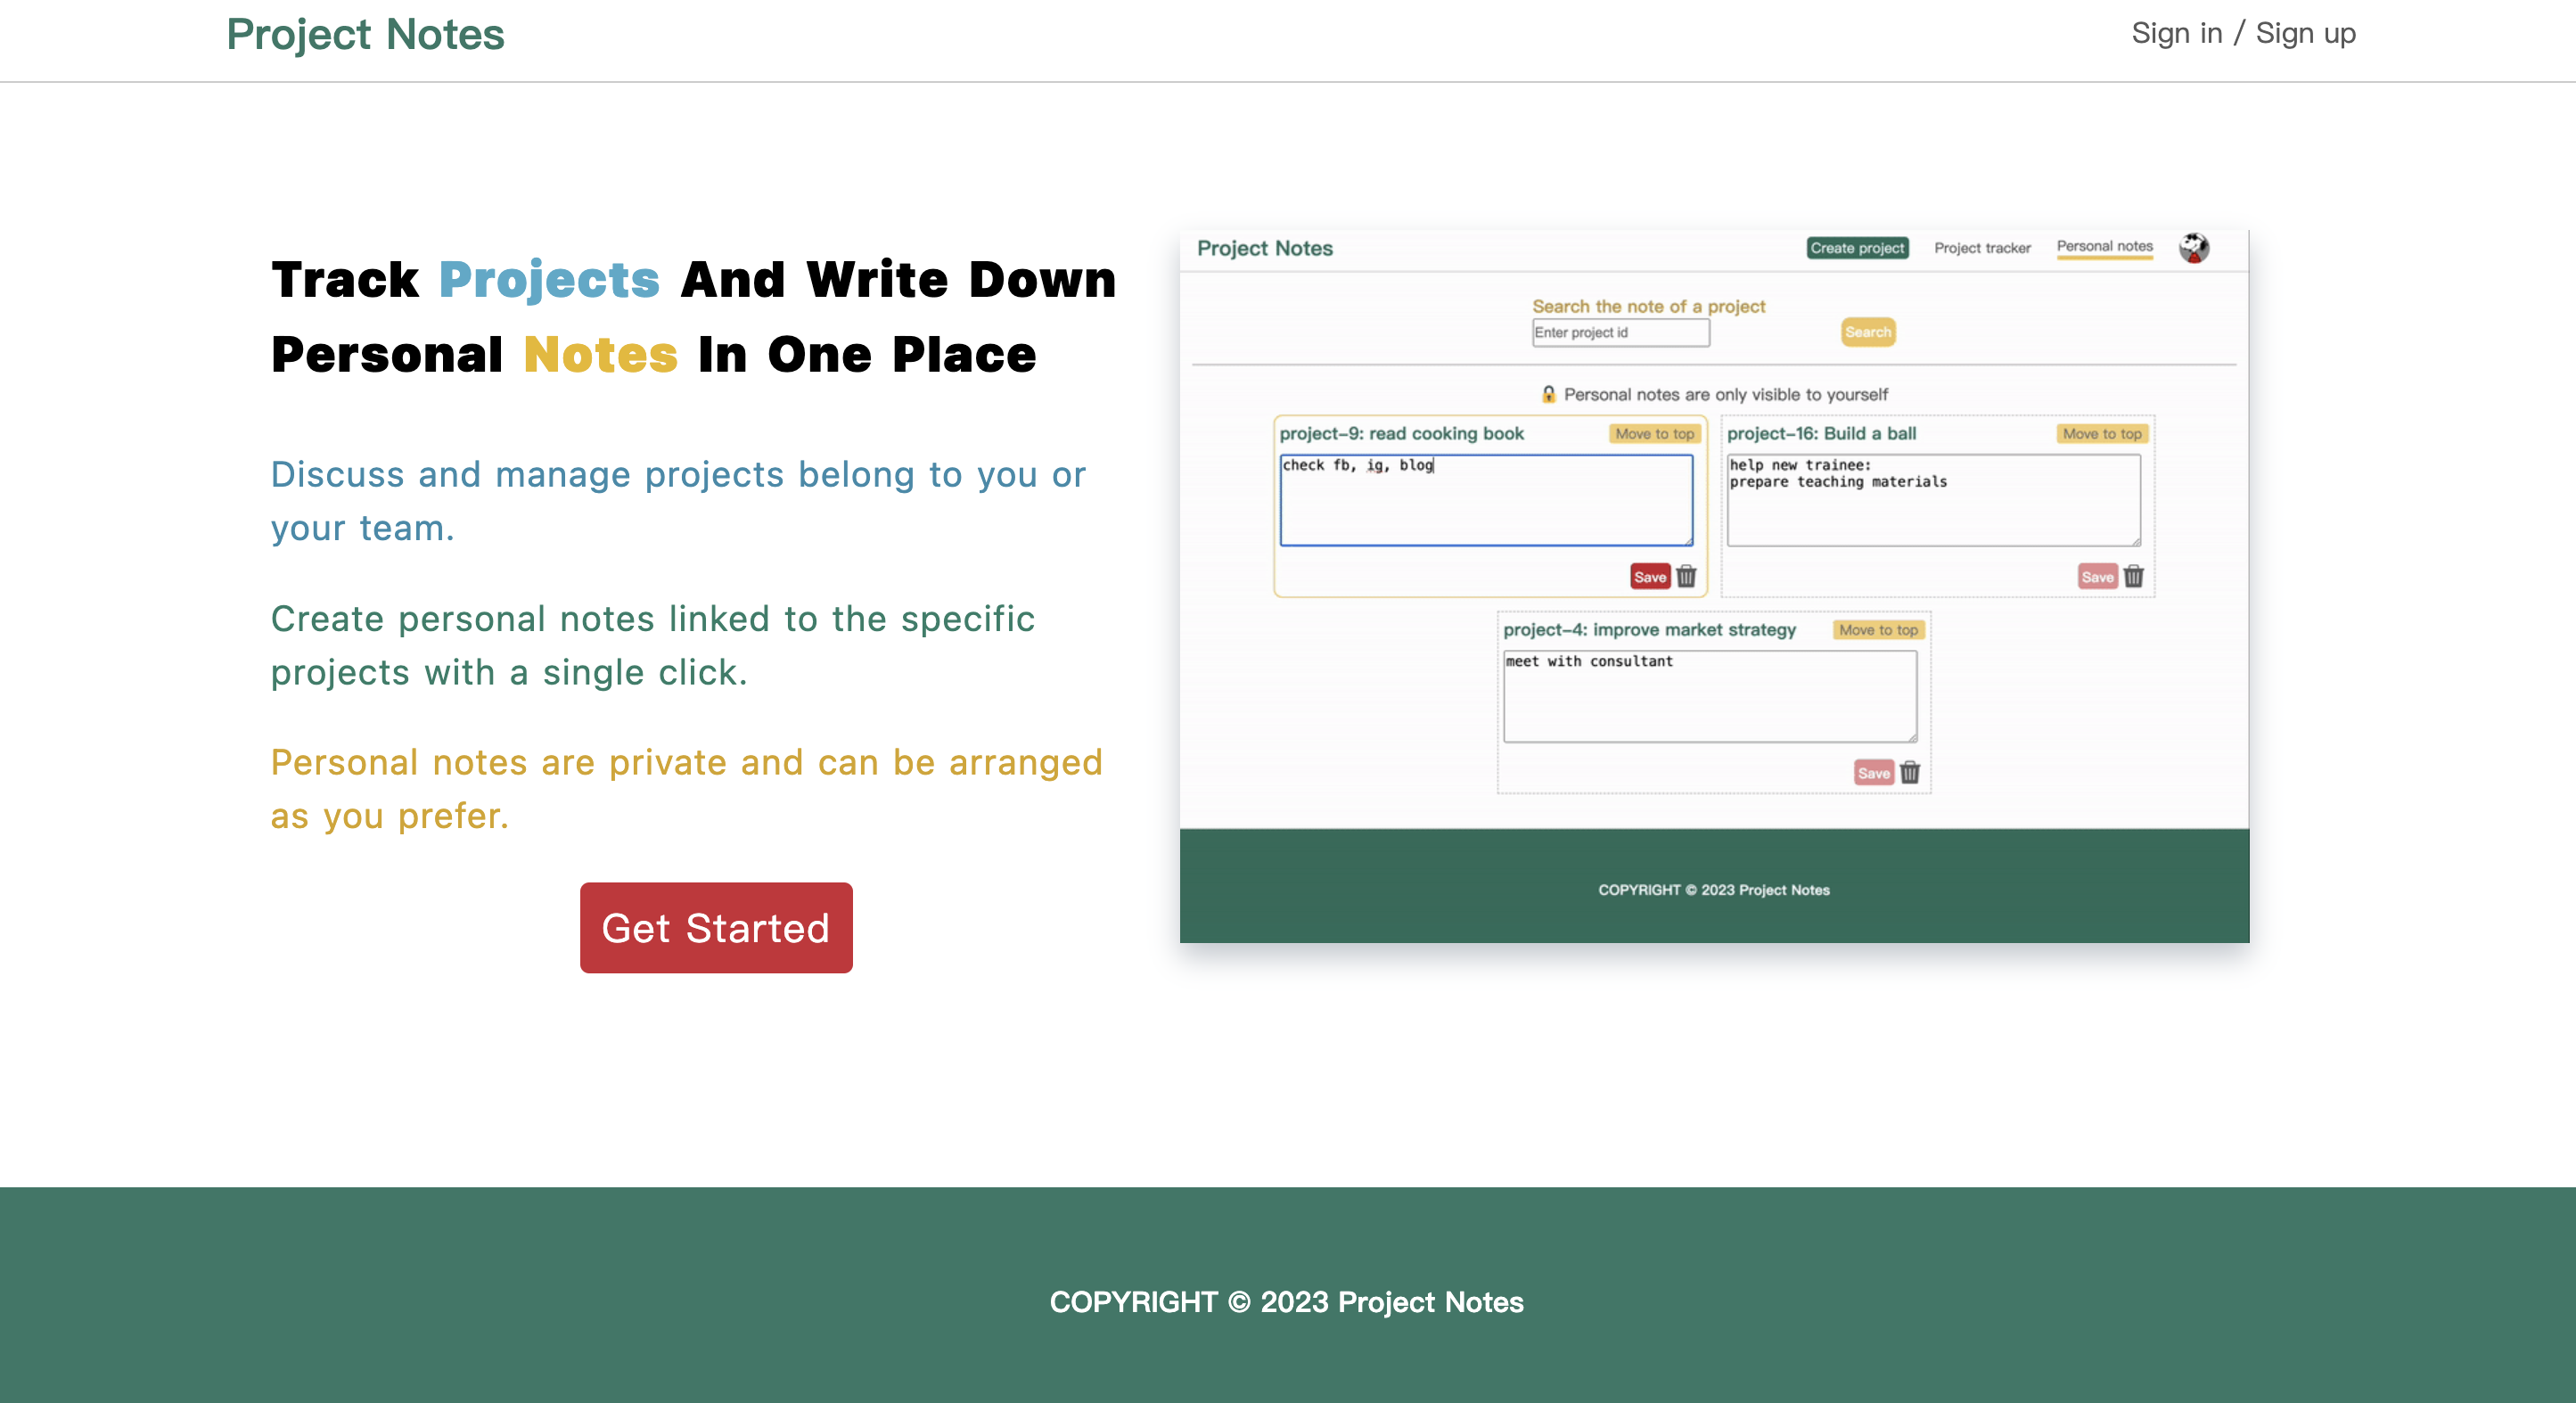 Project Notes
Sign in / Sign up
Track Projects And Write Down
Personal Notes In One Place
Discuss and manage projects belong to you or
your team.
Create personal notes linked to the specific
projects with a single click.
Personal notes are private and can be arranged
as you prefer.
Get Started
Project Notes
Create project
Project tracker
Personal notes
Search the note of a project
Enter project id
Search
🔒 Personal notes are only visible to yourself
project-9: read cooking book
Move to top
check fb, ig, blog
Save
project-16: Build a ball
Move to top
help new trainee:
prepare teaching materials
Save
project-4: improve market strategy
Move to top
meet with consultant
Save
COPYRIGHT © 2023 Project Notes
COPYRIGHT © 2023 Project Notes